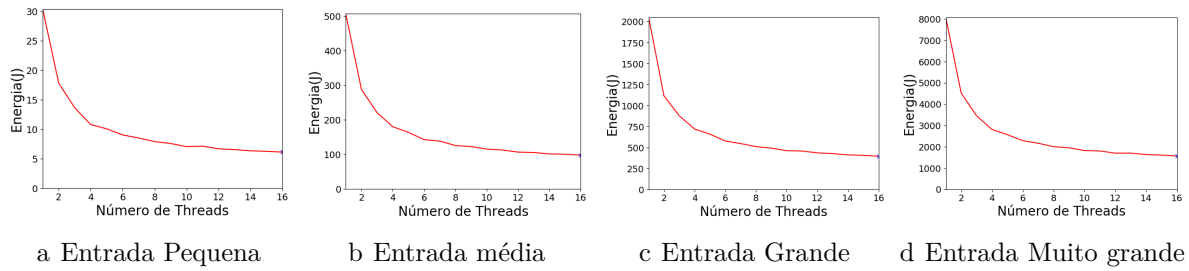 Energia(J)
30
25
20
15
10
5
0
2 4 6 8 10 12 14 16
Número de Threads
a Entrada Pequena
Energia(J)
500
400
300
200
100
0
2 4 6 8 10 12 14 16
Número de Threads
b Entrada média
Energia(J)
2000
1750
1500
1250
1000
750
500
250
0
2 4 6 8 10 12 14 16
Número de Threads
c Entrada Grande
Energia(J)
8000
7000
6000
5000
4000
3000
2000
1000
0
2 4 6 8 10 12 14 16
Número de Threads
d Entrada Muito grande